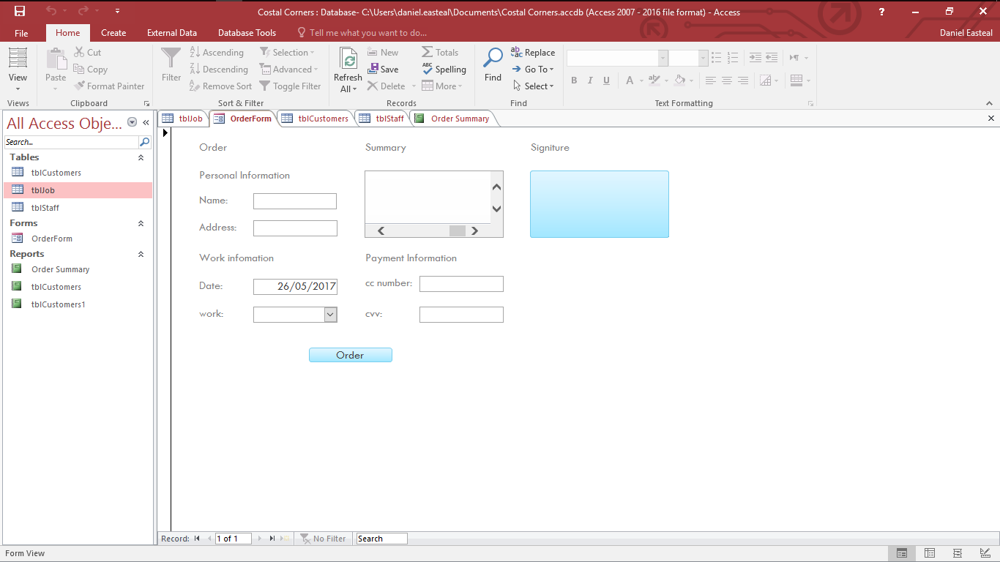 Costal Corners : Database- C:\Users\daniel.easteal\Documents\Costal Corners.accdb (Access 2007 - 2016 file format) - Access
?
File Home Create External Data Database Tools Tell me what you want to do... Daniel Easteal
View
Views
Paste
Cut
Copy
Format Painter
Clipboard
Filter
Ascending
Descending
Remove Sort
Selection
Advanced
Toggle Filter
Sort & Filter
Refresh
All
New
Save
Delete
Totals
Spelling
More
Records
Find
Replace
Go To
Select
Find
B I U A
Text Formatting
All Access Obje...
Search...
Tables
tblCustomers
tblJob
tblStaff
Forms
OrderForm
Reports
Order Summary
tblCustomers
tblCustomers1
tblJob OrderForm tblCustomers tblStaff Order Summary
Order Summary Signiture
Personal Information
Name:
Address:
Work infomation Payment Information
Date: 26/05/2017 cc number:
work: cvv:
Order
Record: 1 of 1 No Filter Search
Form View